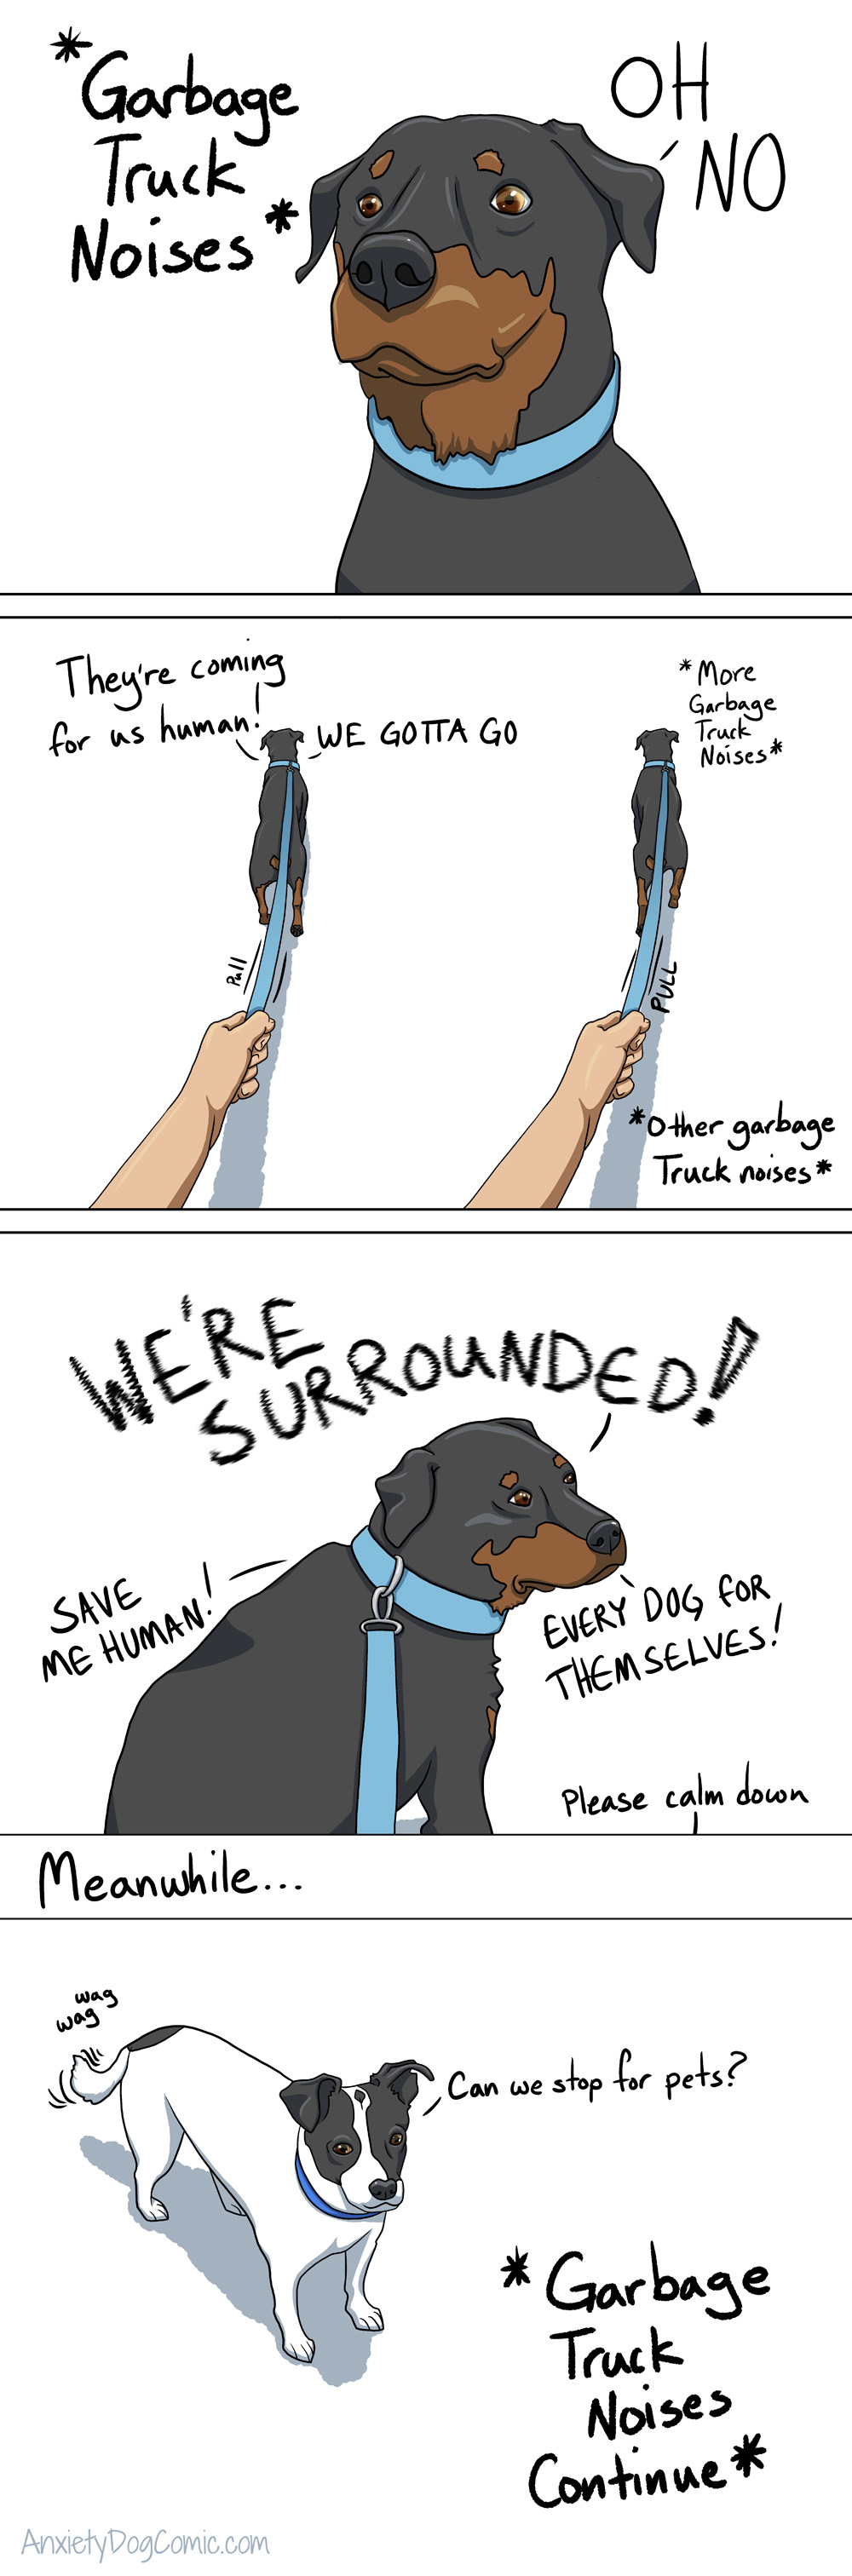 *Garbage
Truck
Noises*
OH
NO
They're coming
for us human!
WE GOTTA GO
Pull
*More
Garbage
Truck
Noises*
PULL
*Other garbage
Truck noises*
WE'RE
SURROUNDED!
SAVE
ME HUMAN!
EVERY DOG FOR
THEMSELVES!
Please calm down
Meanwhile...
wag
wag
Can we stop for pets?
*Garbage
Truck
Noises
Continue*
AnxietyDogComic.com